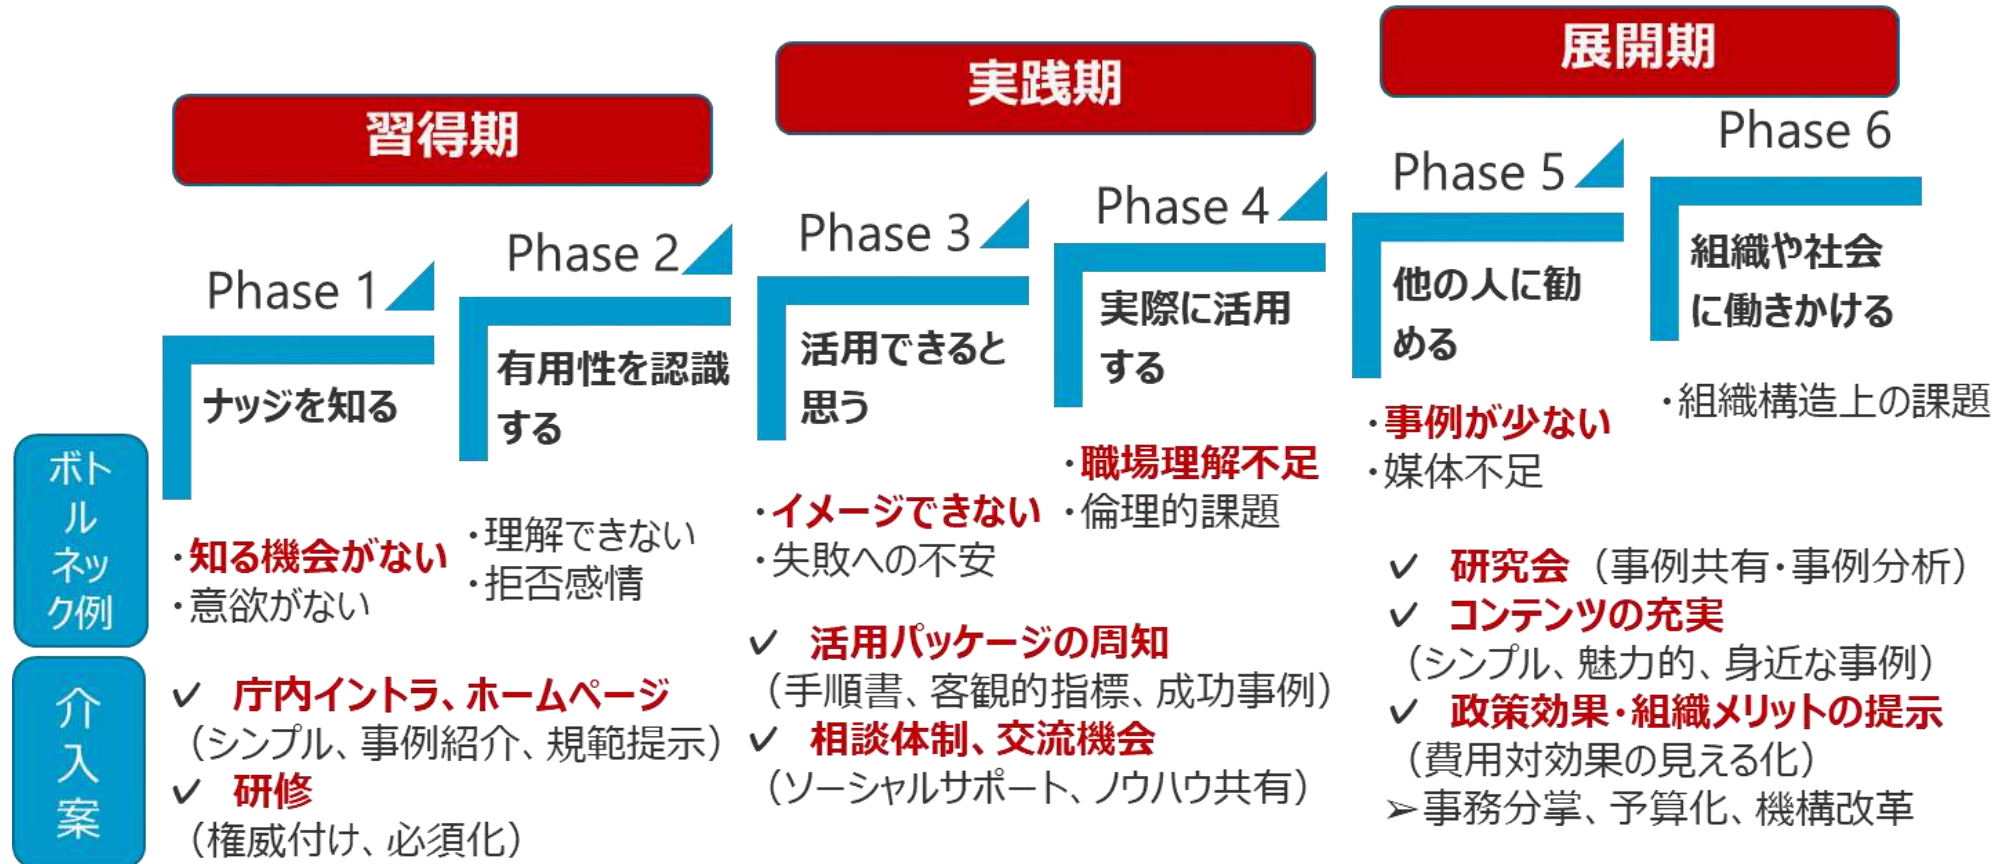 習得期
実践期
展開期
Phase 1
Phase 2
Phase 3
Phase 4
Phase 5
Phase 6
ナッジを知る
有用性を認識
する
活用できると
思う
実際に活用
する
他の人に勧
める
組織や社会
に働きかける
ボト
ル
ネッ
ク例
・知る機会がない
・意欲がない
・理解できない
・拒否感情
・イメージできない
・失敗への不安
・職場理解不足
・倫理的課題
・事例が少ない
・媒体不足
・組織構造上の課題
介
入
案
✓ 庁内イントラ、ホームページ
（シンプル、事例紹介、規範提示）
✓ 研修
（権威付け、必須化）
✓ 活用パッケージの周知
（手順書、客観的指標、成功事例）
✓ 相談体制、交流機会
（ソーシャルサポート、ノウハウ共有）
✓ 研究会（事例共有・事例分析）
✓ コンテンツの充実
（シンプル、魅力的、身近な事例）
✓ 政策効果・組織メリットの提示
（費用対効果の見える化）
➢事務分掌、予算化、機構改革